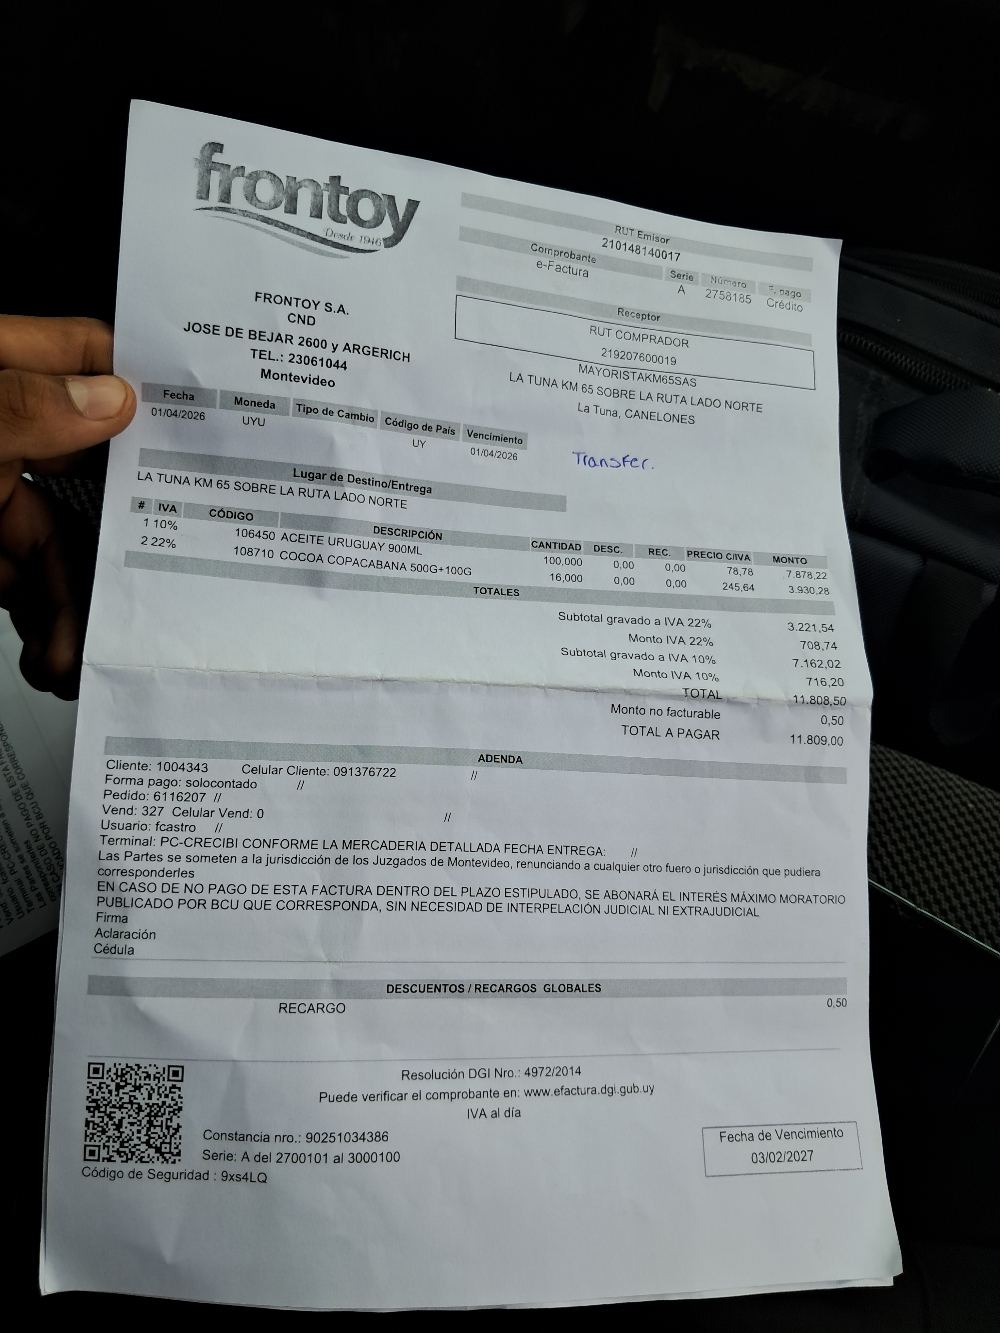 frontoy
Desde 1946
FRONTOY S.A.
CND
JOSE DE BEJAR 2600 y ARGERICH
TEL.: 23061044
Montevideo
RUT Emisor
210148140017
Comprobante Serie Número F. pago
e-Factura A 2758185 Crédito
Receptor
RUT COMPRADOR
219207600019
MAYORISTAKM65SAS
LA TUNA KM 65 SOBRE LA RUTA LADO NORTE
La Tuna, CANELONES
Fecha Moneda Tipo de Cambio Código de País Vencimiento
01/04/2026 UYU UY 01/04/2026
Transfer.
Lugar de Destino/Entrega
LA TUNA KM 65 SOBRE LA RUTA LADO NORTE
# IVA CÓDIGO DESCRIPCIÓN CANTIDAD DESC. REC. PRECIO C/IVA MONTO
1 10% 106450 ACEITE URUGUAY 900ML 100,000 0,00 0,00 78,78 7.878,22
2 22% 108710 COCOA COPACABANA 500G+100G 16,000 0,00 0,00 245,64 3.930,28
TOTALES
Subtotal gravado a IVA 22% 3.221,54
Monto IVA 22% 708,74
Subtotal gravado a IVA 10% 7.162,02
Monto IVA 10% 716,20
TOTAL 11.808,50
Monto no facturable 0,50
TOTAL A PAGAR 11.809,00
ADENDA
Cliente: 1004343 Celular Cliente: 091376722 //
Forma pago: solocontado //
Pedido: 6116207 //
Vend: 327 Celular Vend: 0 //
Usuario: fcastro //
Terminal: PC-CRECIBI CONFORME LA MERCADERIA DETALLADA FECHA ENTREGA: //
Las Partes se someten a la jurisdicción de los Juzgados de Montevideo, renunciando a cualquier otro fuero o jurisdicción que pudiera
corresponderles
EN CASO DE NO PAGO DE ESTA FACTURA DENTRO DEL PLAZO ESTIPULADO, SE ABONARÁ EL INTERÉS MÁXIMO MORATORIO
PUBLICADO POR BCU QUE CORRESPONDA, SIN NECESIDAD DE INTERPELACIÓN JUDICIAL NI EXTRAJUDICIAL
Firma
Aclaración
Cédula
DESCUENTOS / RECARGOS GLOBALES
RECARGO 0,50
Resolución DGI Nro.: 4972/2014
Puede verificar el comprobante en: www.efactura.dgi.gub.uy
IVA al día
Constancia nro.: 90251034386
Serie: A del 2700101 al 3000100
Código de Seguridad : 9xs4LQ
Fecha de Vencimiento
03/02/2027